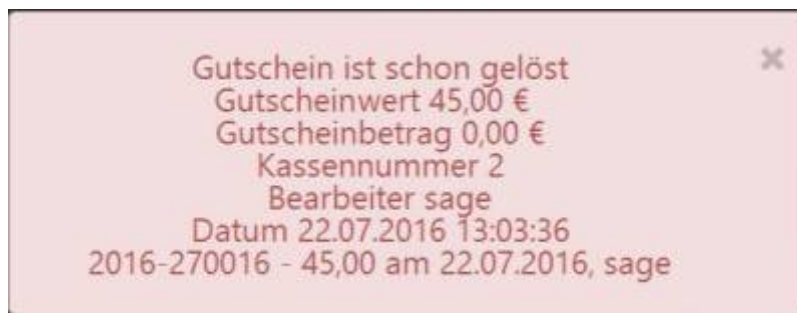 Gutschein ist schon gelöst
Gutscheinwert 45,00 €
Gutscheinbetrag 0,00 €
Kassennummer 2
Bearbeiter sage
Datum 22.07.2016 13:03:36
2016-270016 - 45,00 am 22.07.2016, sage